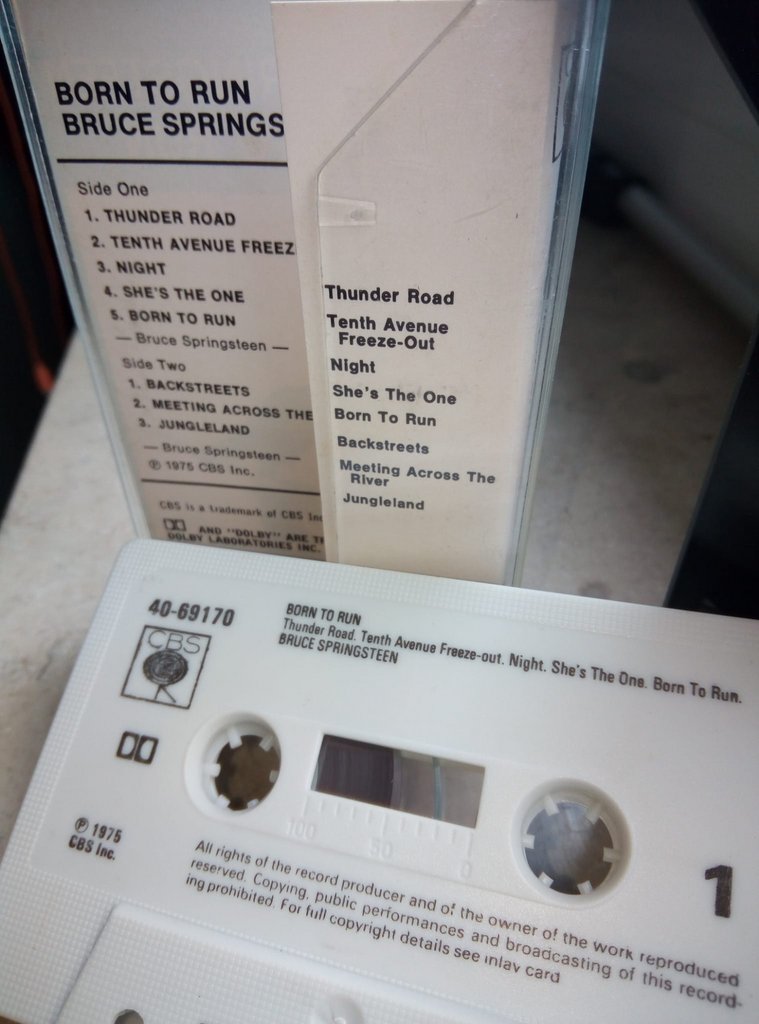 BORN TO RUN
BRUCE SPRINGS
Side One
1. THUNDER ROAD
2. TENTH AVENUE FREEZ
3. NIGHT
4. SHE'S THE ONE
5. BORN TO RUN
— Bruce Springsteen —
Side Two
1. BACKSTREETS
2. MEETING ACROSS THE
3. JUNGLELAND
— Bruce Springsteen —
℗ 1975 CBS Inc.
CBS is a trademark of CBS Inc
AND "DOLBY" ARE T
DOLBY LABORATORIES INC.
Thunder Road
Tenth Avenue
Freeze-Out
Night
She's The One
Born To Run
Backstreets
Meeting Across The
River
Jungleland
40-69170
CBS
BORN TO RUN
Thunder Road. Tenth Avenue Freeze-out. Night. She's The One. Born To Run.
BRUCE SPRINGSTEEN
100 50 0
℗ 1975
CBS Inc.
1
All rights of the record producer and of the owner of the work reproduced
reserved. Copying, public performances and broadcasting of this record-
ing prohibited. For full copyright details see inlay card